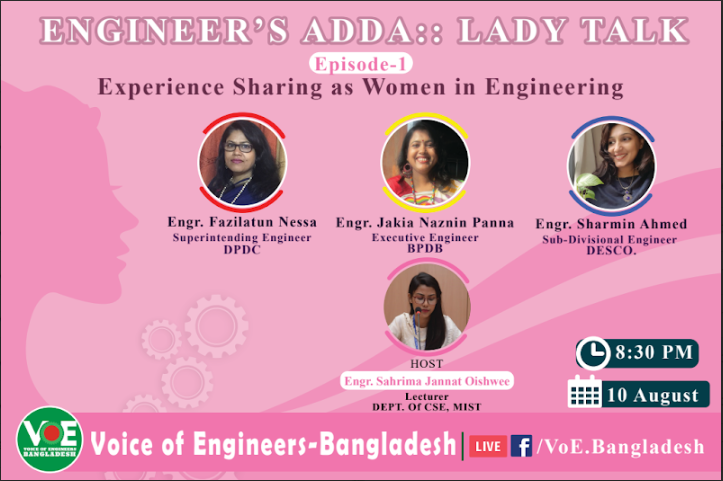 ENGINEER'S ADDA:: LADY TALK
Episode-1
Experience Sharing as Women in Engineering
Engr. Fazilatun Nessa
Superintending Engineer
DPDC
Engr. Jakia Naznin Panna
Executive Engineer
BPDB
Engr. Sharmin Ahmed
Sub-Divisional Engineer
DESCO.
HOST
Engr. Sahrima Jannat Oishwee
Lecturer
DEPT. Of CSE, MIST
8:30 PM
10 August
VOE
VOICE OF ENGINEERS
BANGLADESH
Voice of Engineers-Bangladesh
LIVE
f
/VoE.Bangladesh